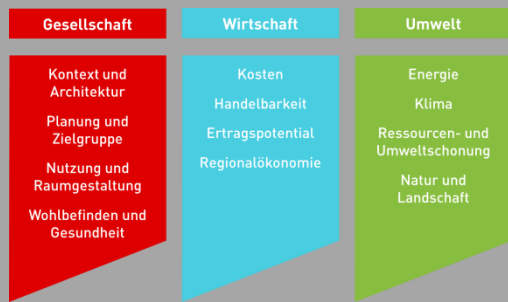 Gesellschaft
Kontext und
Architektur
Planung und
Zielgruppe
Nutzung und
Raumgestaltung
Wohlbefinden und
Gesundheit
Wirtschaft
Kosten
Handelbarkeit
Ertragspotential
Regionalökonomie
Umwelt
Energie
Klima
Ressourcen- und
Umweltschonung
Natur und
Landschaft